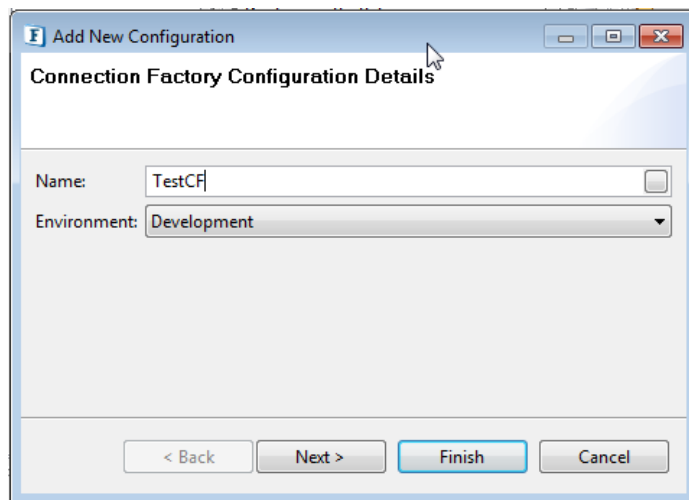 Add New Configuration
Connection Factory Configuration Details
Name: TestCF
Environment: Development
< Back Next > Finish Cancel